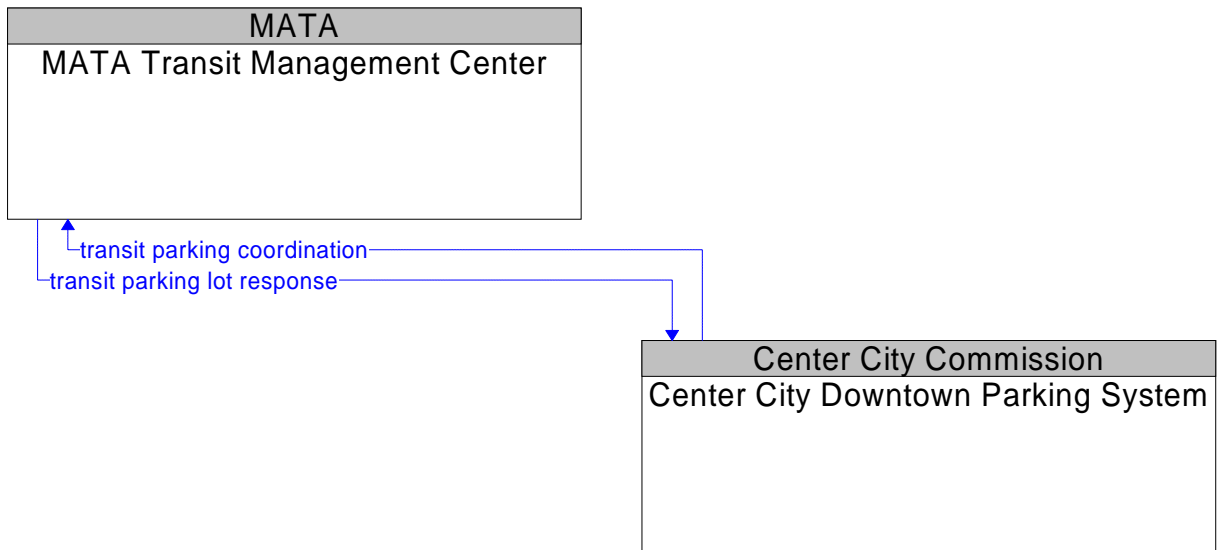 MATA
MATA Transit Management Center
transit parking coordination
transit parking lot response
Center City Commission
Center City Downtown Parking System